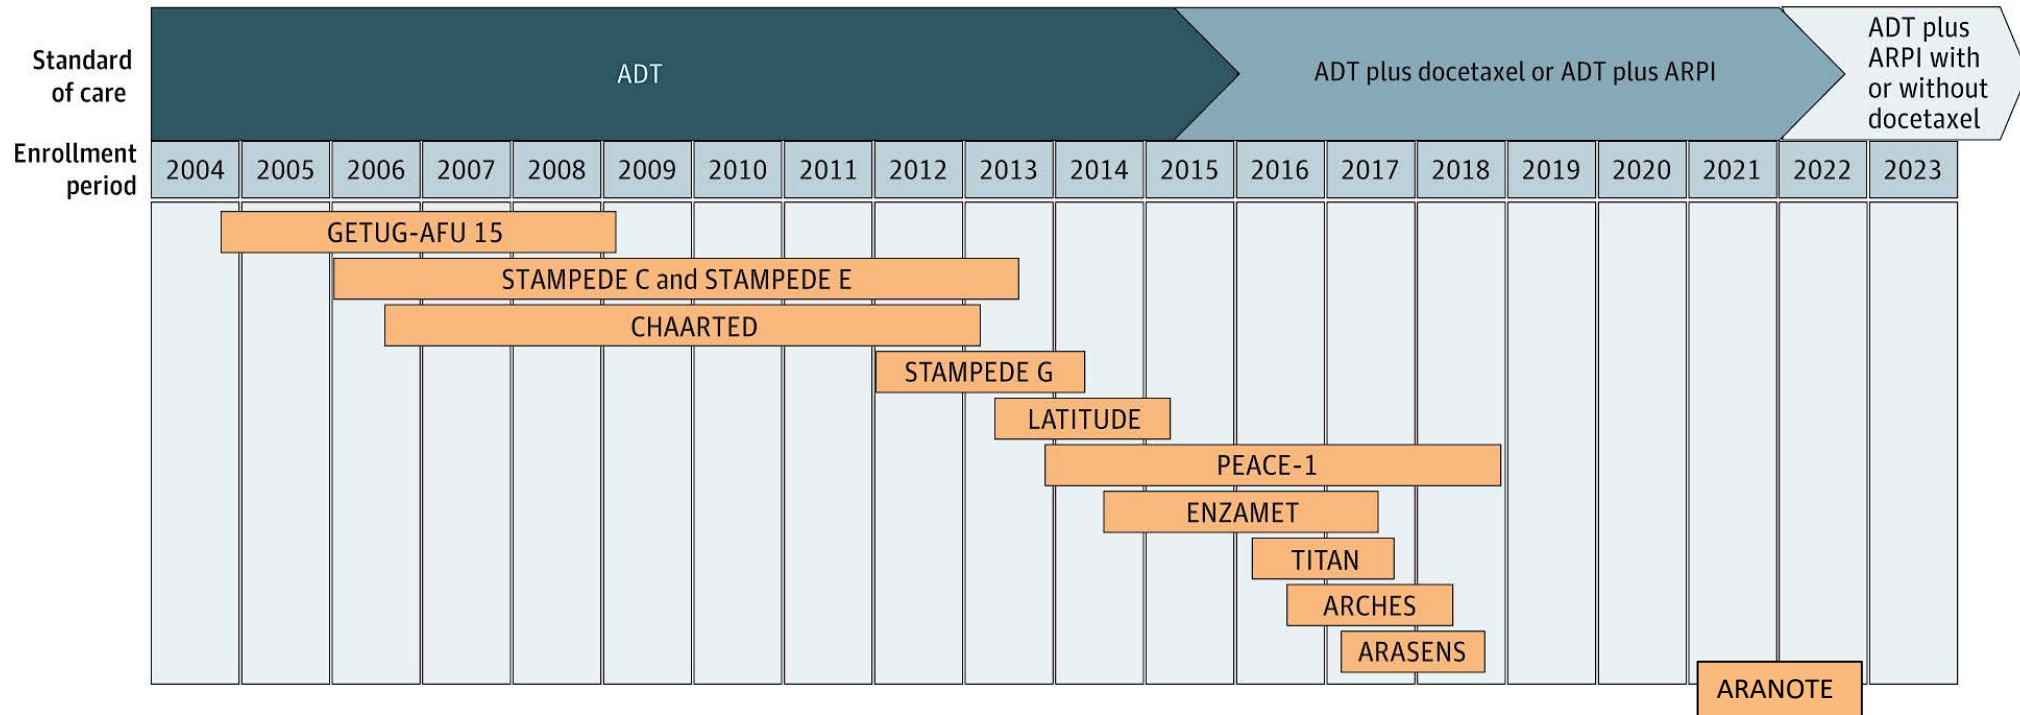 Standard
of care
ADT
ADT plus docetaxel or ADT plus ARPI
ADT plus
ARPI with
or without
docetaxel
Enrollment
period
2004 2005 2006 2007 2008 2009 2010 2011 2012 2013 2014 2015 2016 2017 2018 2019 2020 2021 2022 2023
GETUG-AFU 15
STAMPEDE C and STAMPEDE E
CHAARTED
STAMPEDE G
LATITUDE
PEACE-1
ENZAMET
TITAN
ARCHES
ARASENS
ARANOTE